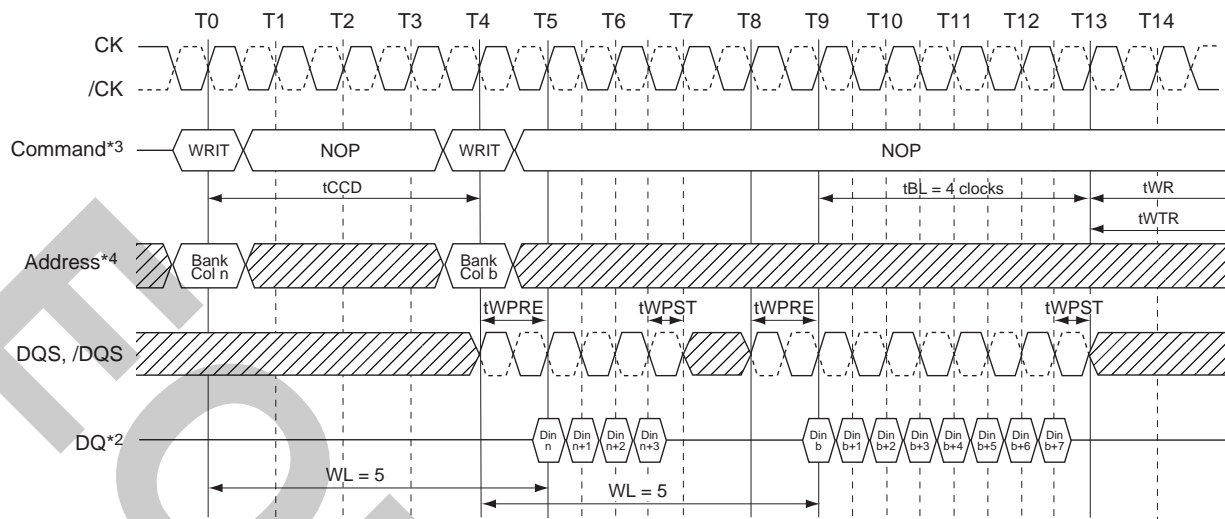 T0 T1 T2 T3 T4 T5 T6 T7 T8 T9 T10 T11 T12 T13 T14
CK
/CK
Command*3 WRIT NOP WRIT NOP
tCCD tBL = 4 clocks tWR
tWTR
Address*4 Bank Col n Bank Col b
tWPRE tWPST tWPRE tWPST
DQS, /DQS
DQ*2 Din n Din n+1 Din n+2 Din n+3 Din b Din b+1 Din b+2 Din b+3 Din b+4 Din b+5 Din b+6 Din b+7
WL = 5
WL = 5